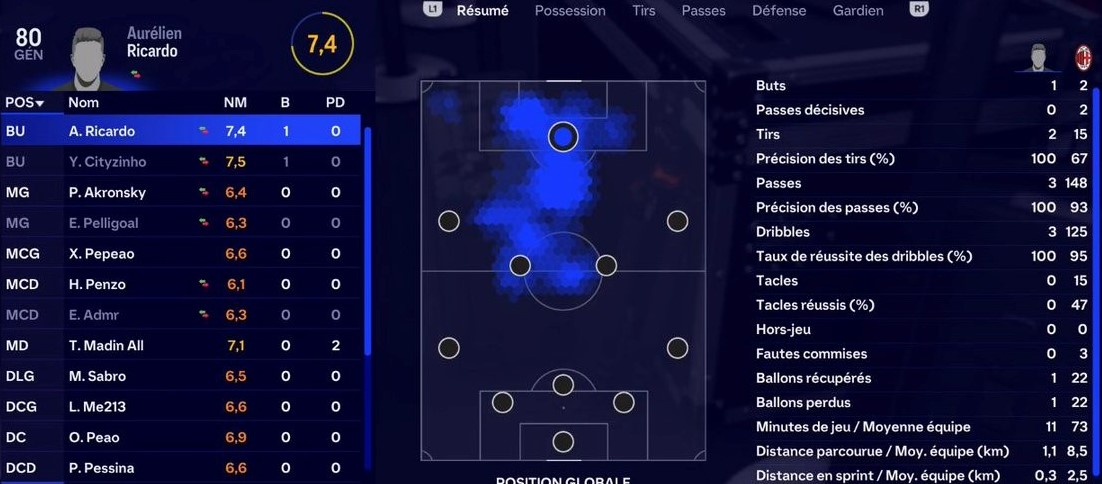 L1 Résumé Possession Tirs Passes Défense Gardien R1
80
GÉN
Aurélien
Ricardo
7,4
POS Nom NM B PD
BU A. Ricardo 7,4 1 0
BU Y. Cityzinho 7,5 1 0
MG P. Akronsky 6,4 0 0
MG E. Pelligoal 6,3 0 0
MCG X. Pepeao 6,6 0 0
MCD H. Penzo 6,1 0 0
MCD E. Admr 6,3 0 0
MD T. Madin All 7,1 0 2
DLG M. Sabro 6,5 0 0
DCG L. Me213 6,6 0 0
DC O. Peao 6,9 0 0
DCD P. Pessina 6,6 0 0
POSITION GLOBALE
Buts 1 2
Passes décisives 0 2
Tirs 2 15
Précision des tirs (%) 100 67
Passes 3 148
Précision des passes (%) 100 93
Dribbles 3 125
Taux de réussite des dribbles (%) 100 95
Tacles 0 15
Tacles réussis (%) 0 47
Hors-jeu 0 0
Fautes commises 0 3
Ballons récupérés 1 22
Ballons perdus 1 22
Minutes de jeu / Moyenne équipe 11 73
Distance parcourue / Moy. équipe (km) 1,1 8,5
Distance en sprint / Moy. équipe (km) 0,3 2,5